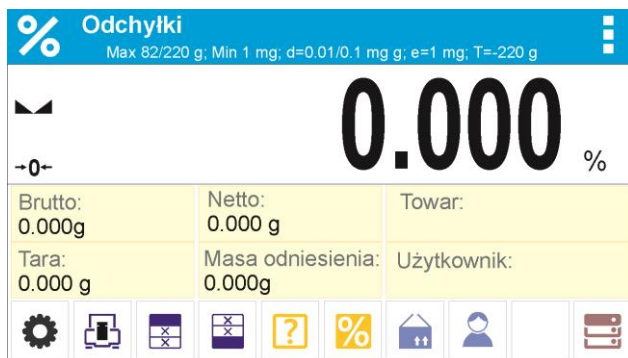 % Odchyłki
Max 82/220 g; Min 1 mg; d=0.01/0.1 mg g; e=1 mg; T=-220 g
0.000 %
→0←
Brutto: Netto: Towar:
0.000g 0.000 g
Tara: Masa odniesienia: Użytkownik:
0.000 g 0.000g
? %